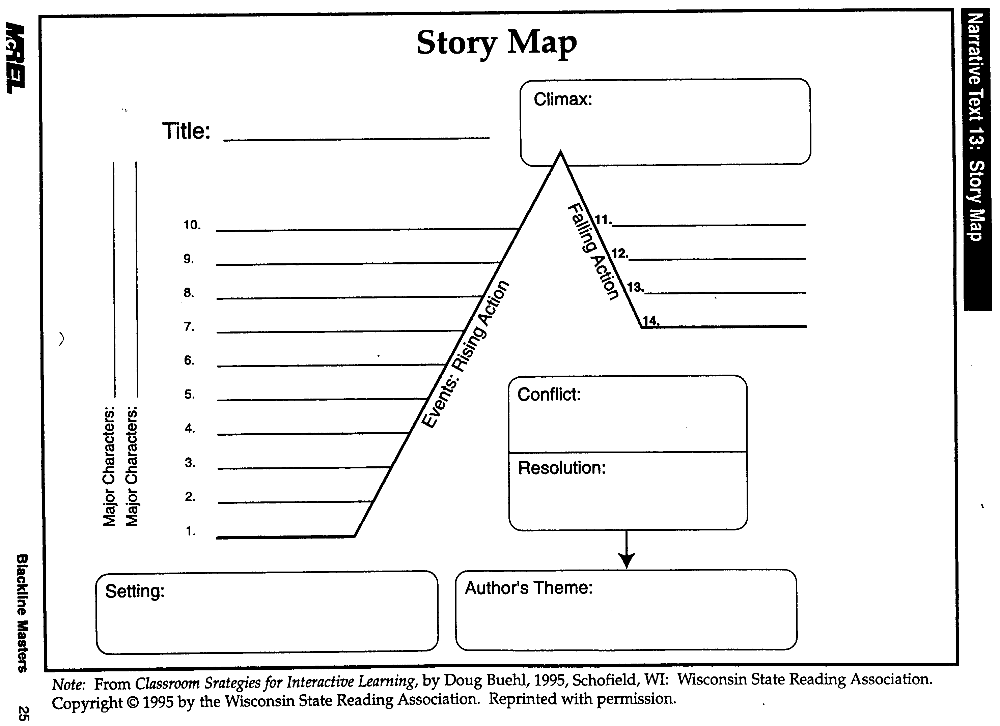 Story Map
Climax:
Title:
10.
9.
8.
7.
6.
5.
4.
3.
2.
1.
Events: Rising Action
Falling Action
11.
12.
13.
14.
Major Characters:
Major Characters:
Conflict:
Resolution:
Setting:
Author's Theme:
Note: From Classroom Srategies for Interactive Learning, by Doug Buehl, 1995, Schofield, WI: Wisconsin State Reading Association.
Copyright © 1995 by the Wisconsin State Reading Association. Reprinted with permission.
McREL
Blackline Masters 25
Narrative Text 13: Story Map